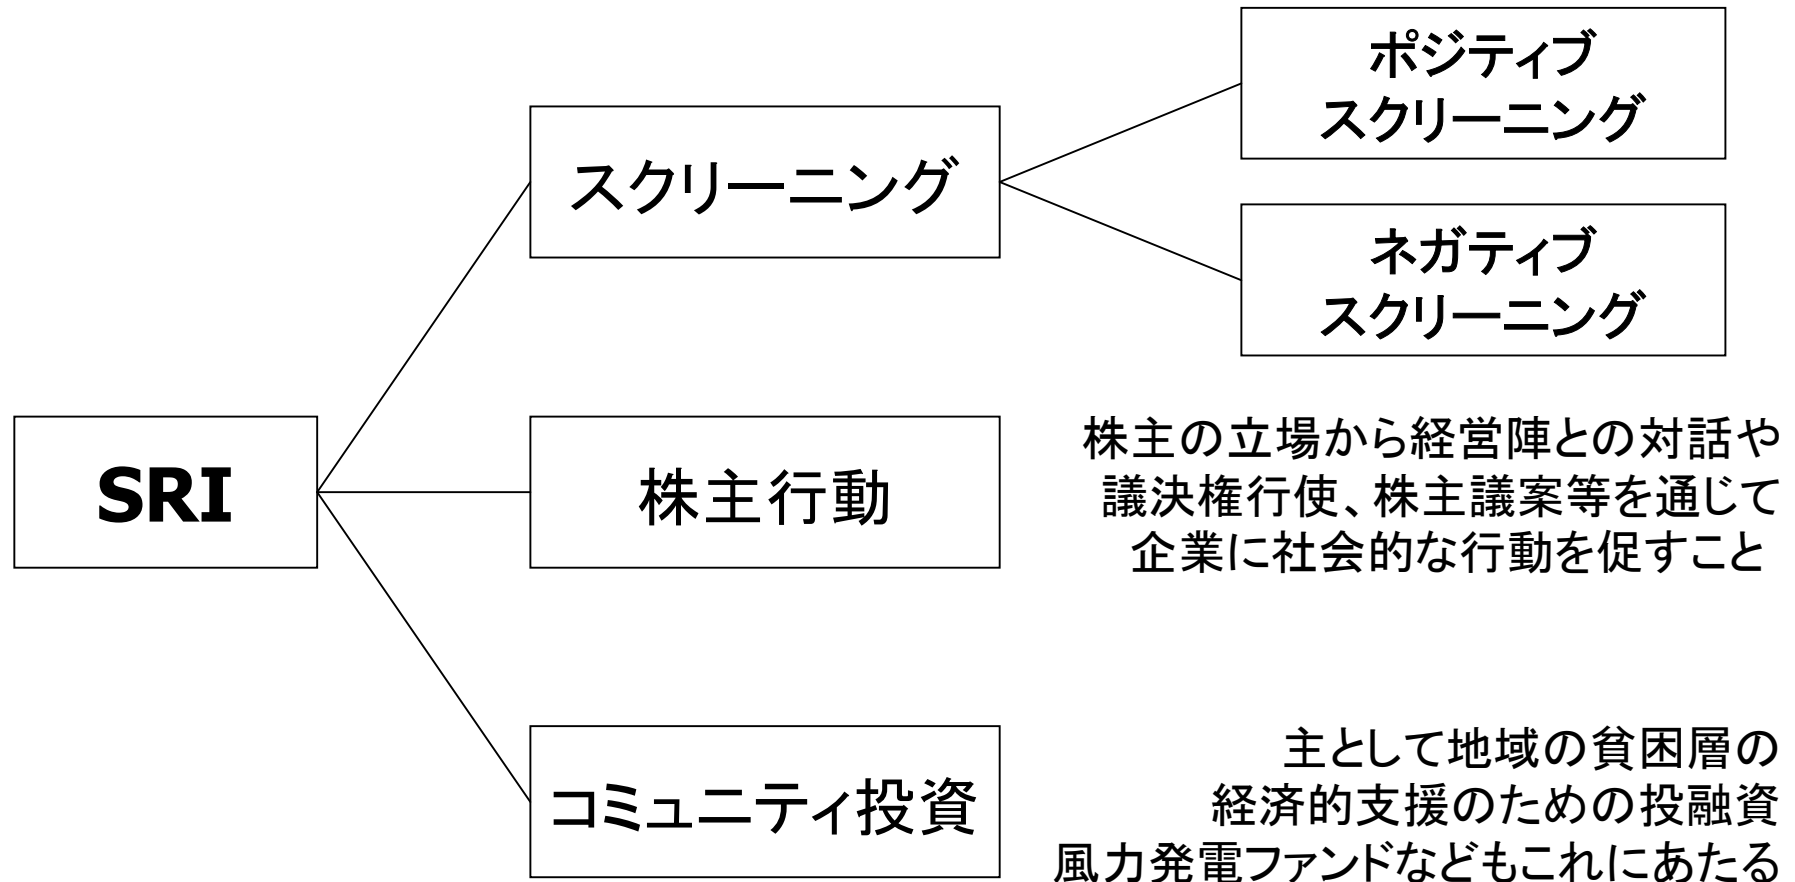 SRI
スクリーニング
ポジティブ
スクリーニング
ネガティブ
スクリーニング
株主行動
株主の立場から経営陣との対話や
議決権行使、株主議案等を通じて
企業に社会的な行動を促すこと
コミュニティ投資
主として地域の貧困層の
経済的支援のための投融資
風力発電ファンドなどもこれにあたる